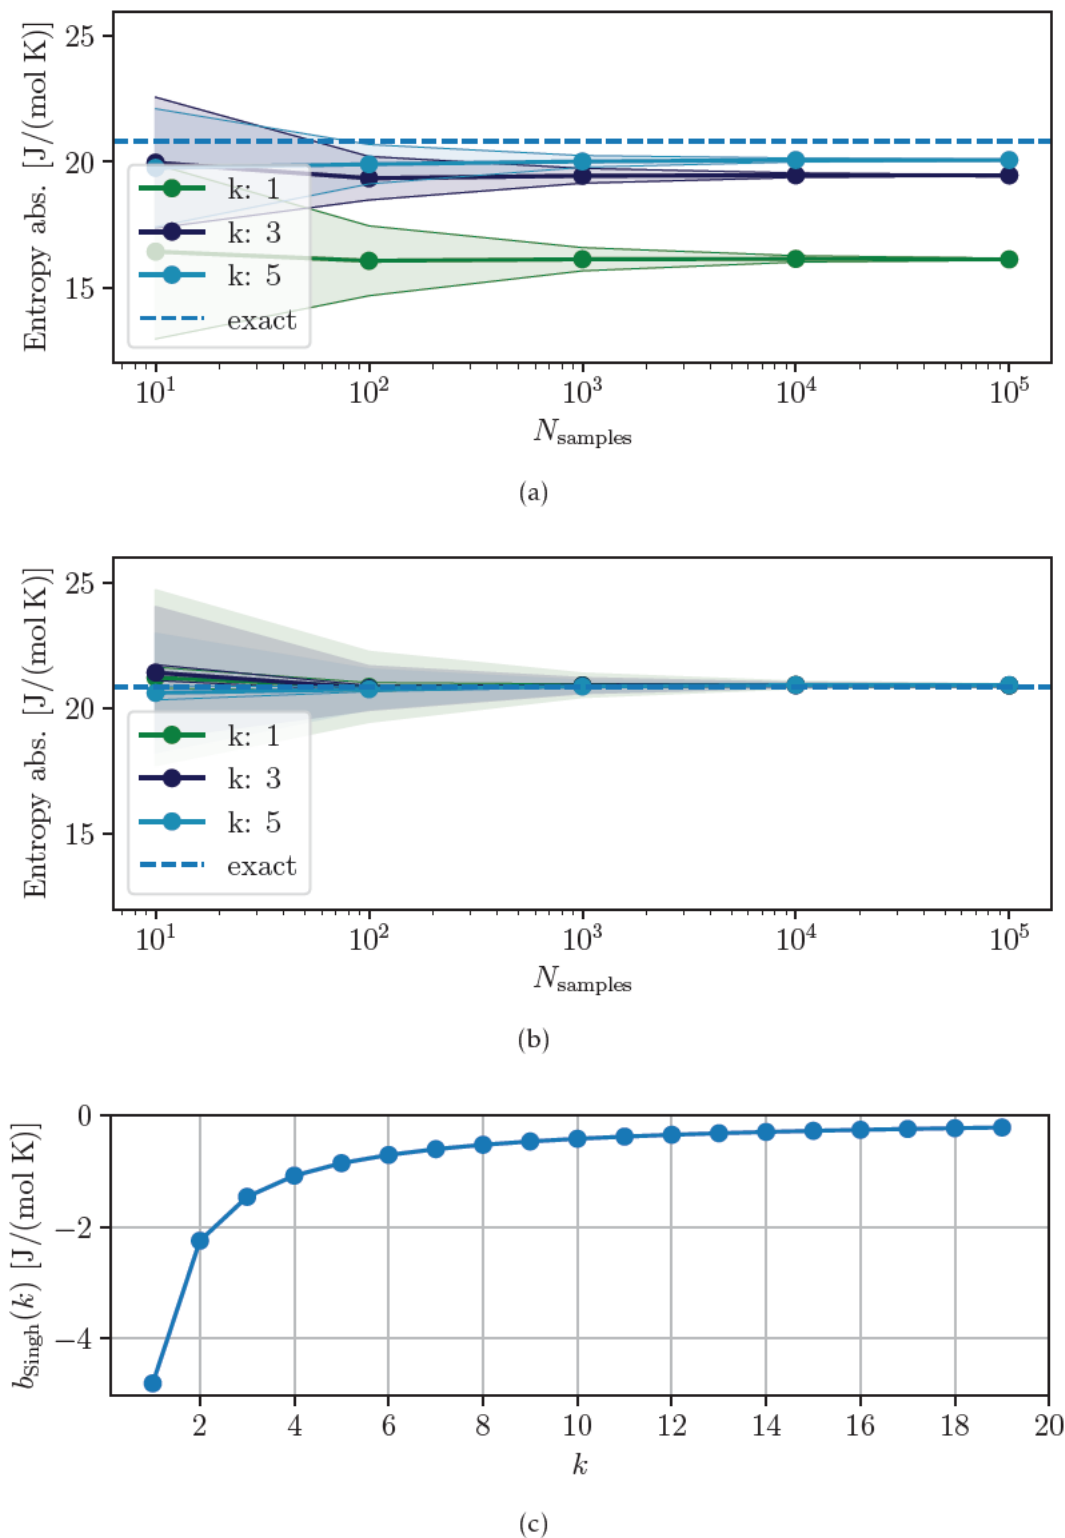 Entropy abs. [J/(mol K)]
25
20
15
k: 1
k: 3
k: 5
exact
10¹ 10² 10³ 10⁴ 10⁵
N_samples
(a)
Entropy abs. [J/(mol K)]
25
20
15
k: 1
k: 3
k: 5
exact
10¹ 10² 10³ 10⁴ 10⁵
N_samples
(b)
b_Singh(k) [J/(mol K)]
0
−2
−4
2 4 6 8 10 12 14 16 18 20
k
(c)